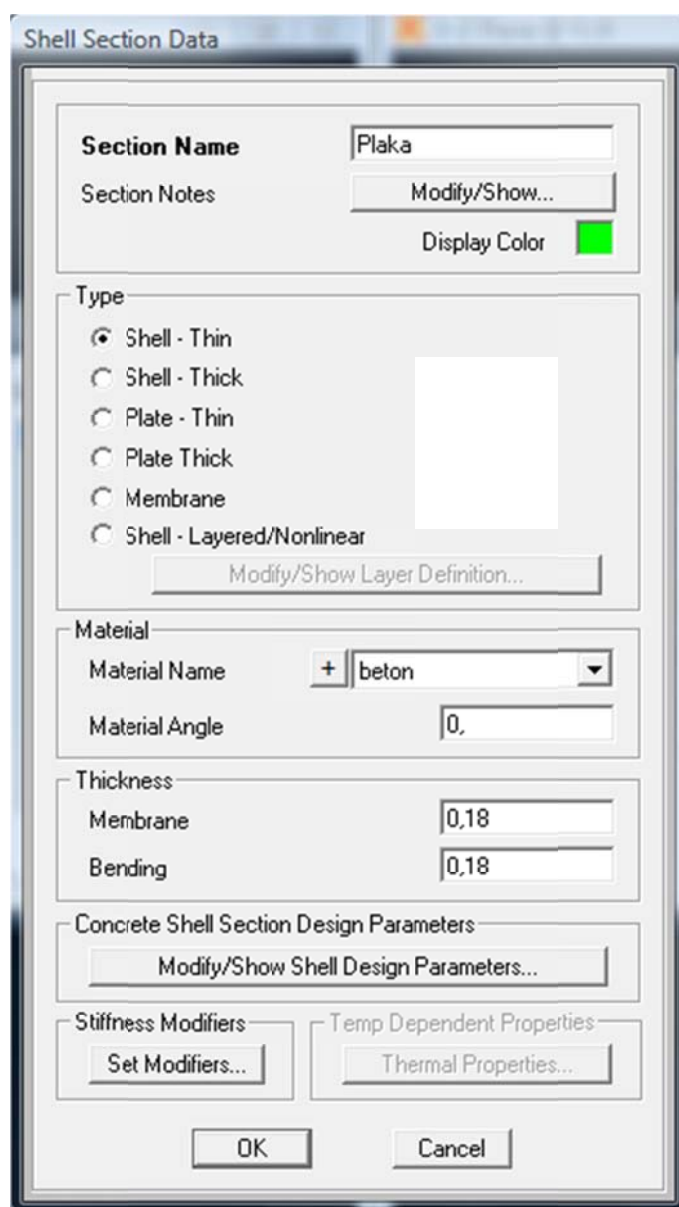 Shell Section Data
Section Name Plaka
Section Notes Modify/Show...
Display Color
Type
Shell - Thin
Shell - Thick
Plate - Thin
Plate Thick
Membrane
Shell - Layered/Nonlinear
Modify/Show Layer Definition...
Material
Material Name + beton
Material Angle 0,
Thickness
Membrane 0,18
Bending 0,18
Concrete Shell Section Design Parameters
Modify/Show Shell Design Parameters...
Stiffness Modifiers Temp Dependent Properties
Set Modifiers... Thermal Properties...
OK Cancel